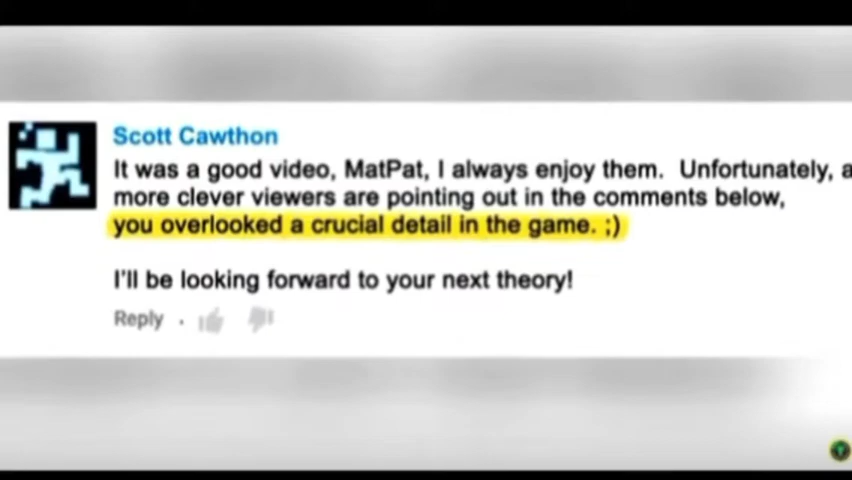 Scott Cawthon
It was a good video, MatPat, I always enjoy them. Unfortunately, a
more clever viewers are pointing out in the comments below,
you overlooked a crucial detail in the game. ;)
I'll be looking forward to your next theory!
Reply .